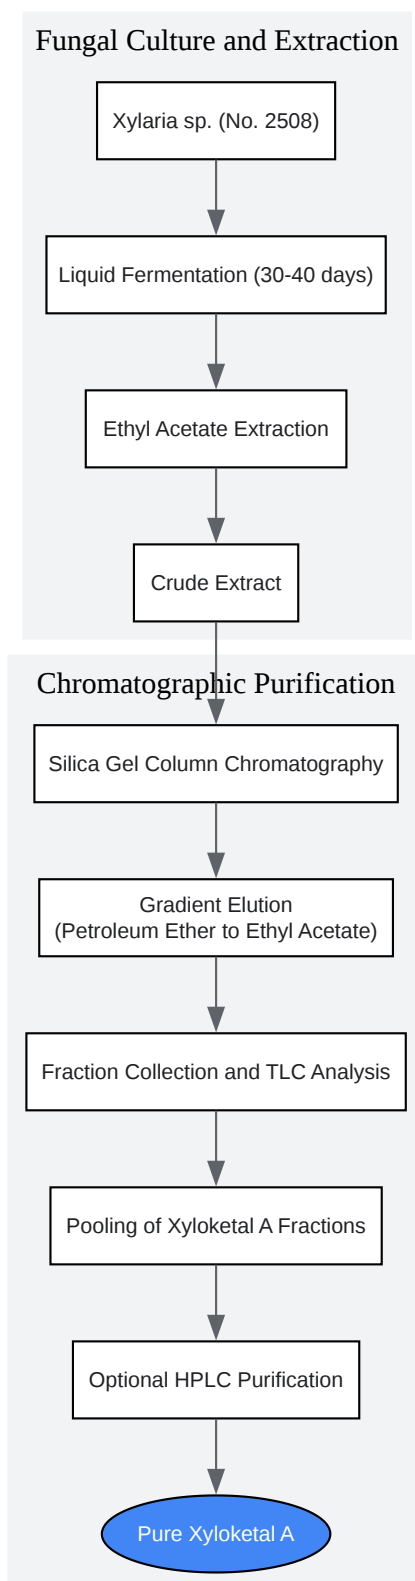 Fungal Culture and Extraction
Xylaria sp. (No. 2508)
Liquid Fermentation (30-40 days)
Ethyl Acetate Extraction
Crude Extract
Chromatographic Purification
Silica Gel Column Chromatography
Gradient Elution
(Petroleum Ether to Ethyl Acetate)
Fraction Collection and TLC Analysis
Pooling of Xyloketal A Fractions
Optional HPLC Purification
Pure Xyloketal A